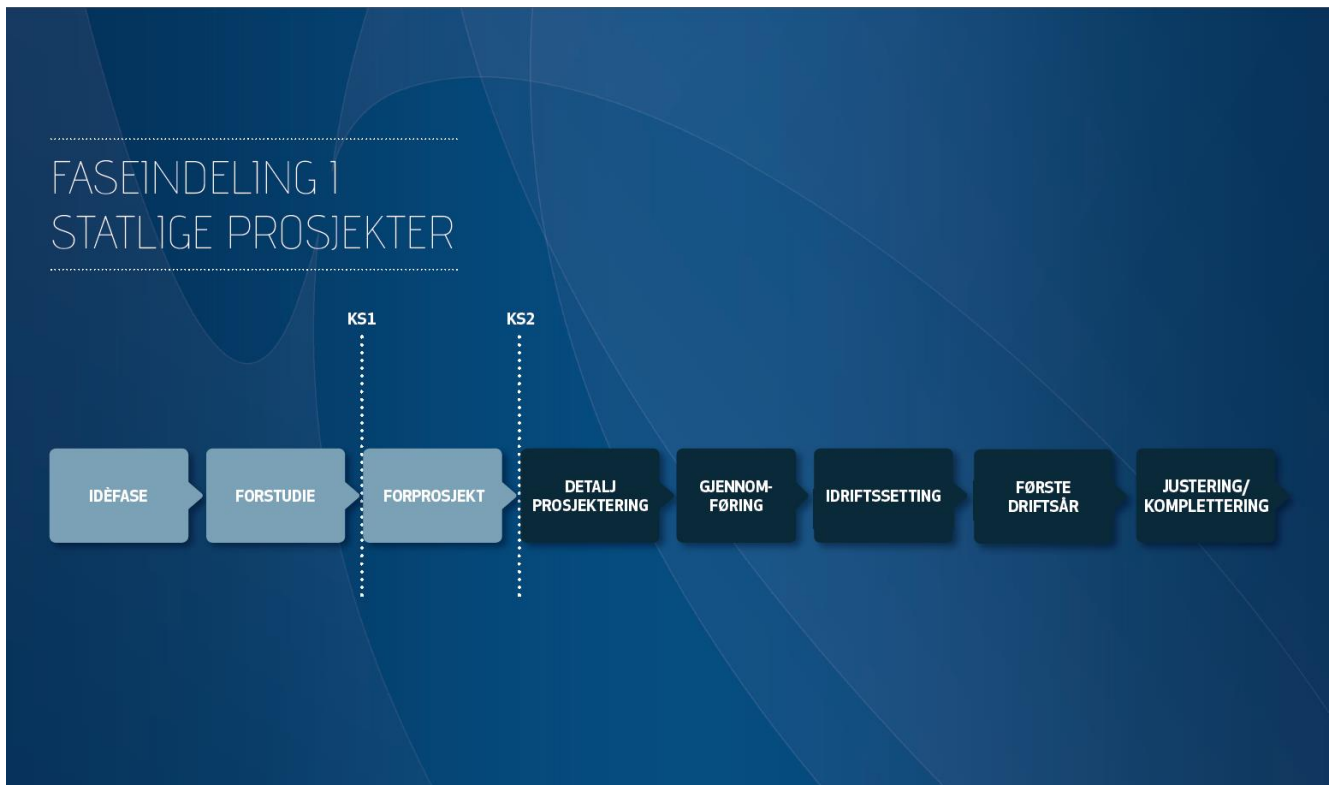 FASEINDELING I
STATLIGE PROSJEKTER
KS1
KS2
IDÈFASE
FORSTUDIE
FORPROSJEKT
DETALJ
PROSJEKTERING
GJENNOM-
FØRING
IDRIFTSSETTING
FØRSTE
DRIFTSÅR
JUSTERING/
KOMPLETTERING